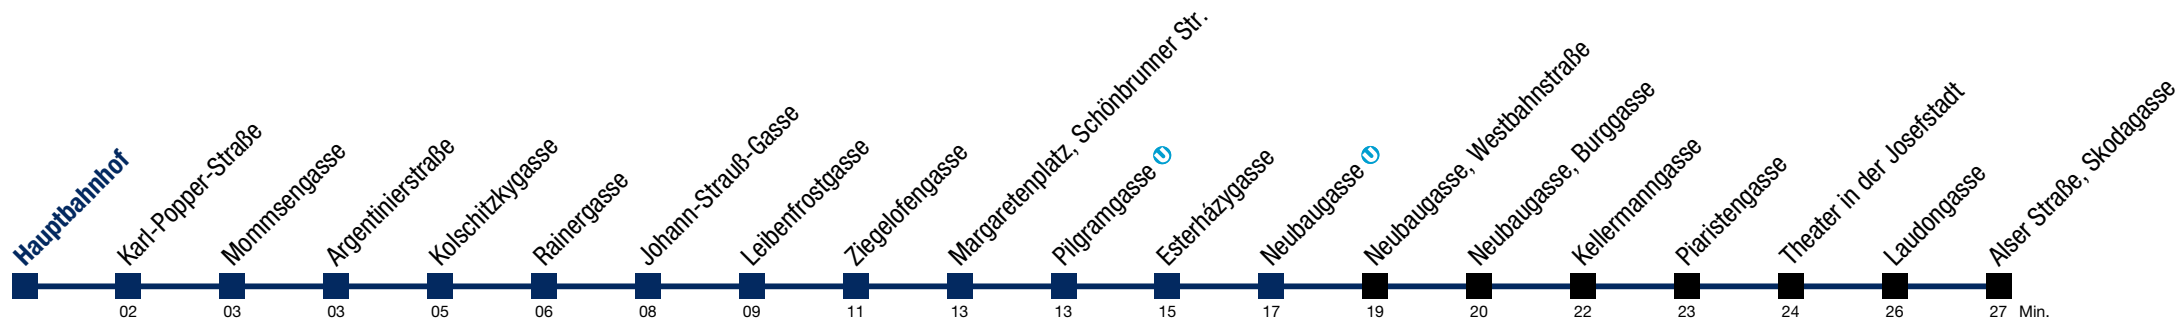 Hauptbahnhof
Karl-Popper-Straße
Mommsengasse
Argentinierstraße
Kolschitzkygasse
Rainergasse
Johann-Strauß-Gasse
Leibenfrostgasse
Ziegelofengasse
Margaretenplatz, Schönbrunner Str.
Pilgramgasse U
Esterházygasse
Neubaugasse U
Neubaugasse, Westbahnstraße
Neubaugasse, Burggasse
Kellermanngasse
Piaristengasse
Theater in der Josefstadt
Laudongasse
Alser Straße, Skodagasse
02 03 03 05 06 08 09 11 13 13 15 17 19 20 22 23 24 26 27 Min.